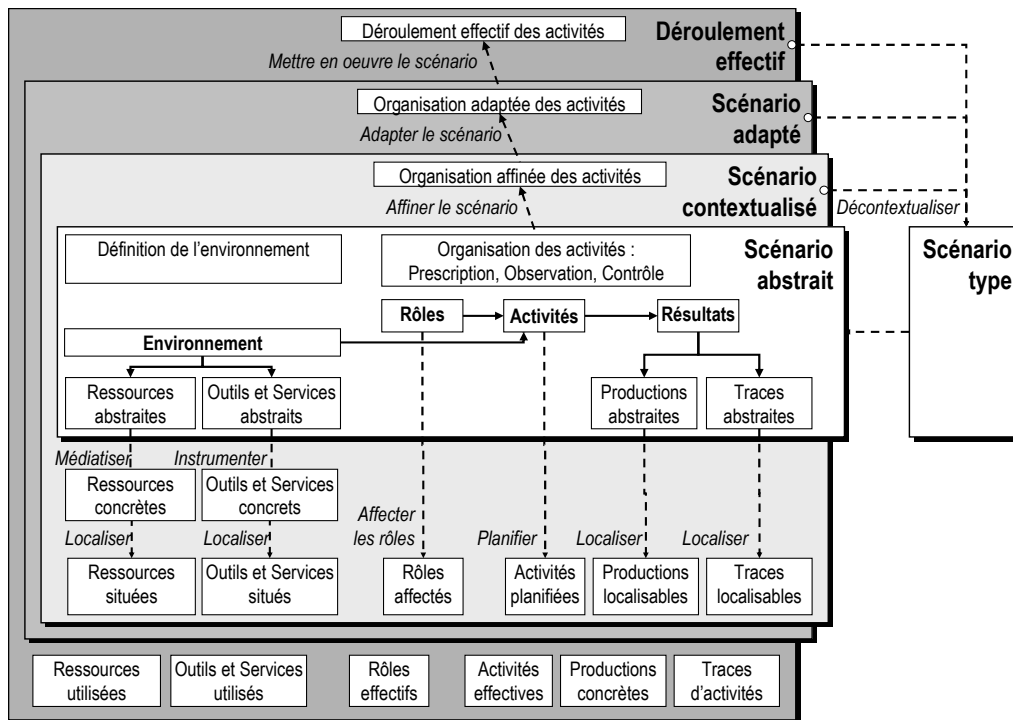 Déroulement effectif des activités
Déroulement
effectif
Mettre en oeuvre le scénario
Organisation adaptée des activités
Scénario
adapté
Adapter le scénario
Organisation affinée des activités
Scénario
contextualisé
Affiner le scénario
Décontextualiser
Définition de l'environnement
Organisation des activités :
Prescription, Observation, Contrôle
Scénario
abstrait
Scénario
type
Rôles
Activités
Résultats
Environnement
Ressources
abstraites
Outils et Services
abstraits
Productions
abstraites
Traces
abstraites
Médiatiser
Instrumenter
Ressources
concrètes
Outils et Services
concrets
Affecter
les rôles
Localiser
Localiser
Planifier
Localiser
Localiser
Ressources
situées
Outils et Services
situés
Rôles
affectés
Activités
planifiées
Productions
localisables
Traces
localisables
Ressources
utilisées
Outils et Services
utilisés
Rôles
effectifs
Activités
effectives
Productions
concrètes
Traces
d'activités